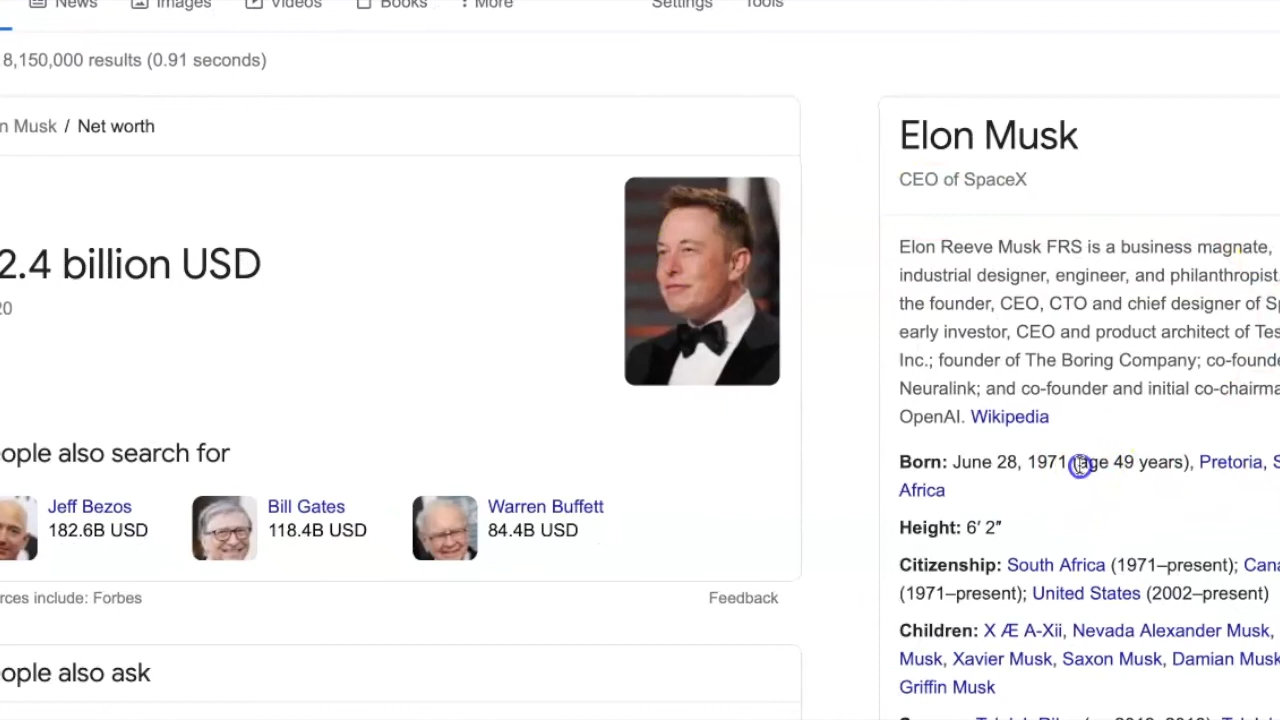 News Images Videos Books More Settings Tools
8,150,000 results (0.91 seconds)
n Musk / Net worth
2.4 billion USD
20
ople also search for
Jeff Bezos
182.6B USD
Bill Gates
118.4B USD
Warren Buffett
84.4B USD
rces include: Forbes
Feedback
ople also ask
Elon Musk
CEO of SpaceX
Elon Reeve Musk FRS is a business magnate,
industrial designer, engineer, and philanthropist.
the founder, CEO, CTO and chief designer of Sp
early investor, CEO and product architect of Tes
Inc.; founder of The Boring Company; co-founde
Neuralink; and co-founder and initial co-chairma
OpenAI. Wikipedia
Born: June 28, 1971 (age 49 years), Pretoria, S
Africa
Height: 6′ 2″
Citizenship: South Africa (1971–present); Cana
(1971–present); United States (2002–present)
Children: X Æ A-Xii, Nevada Alexander Musk,
Musk, Xavier Musk, Saxon Musk, Damian Musk
Griffin Musk